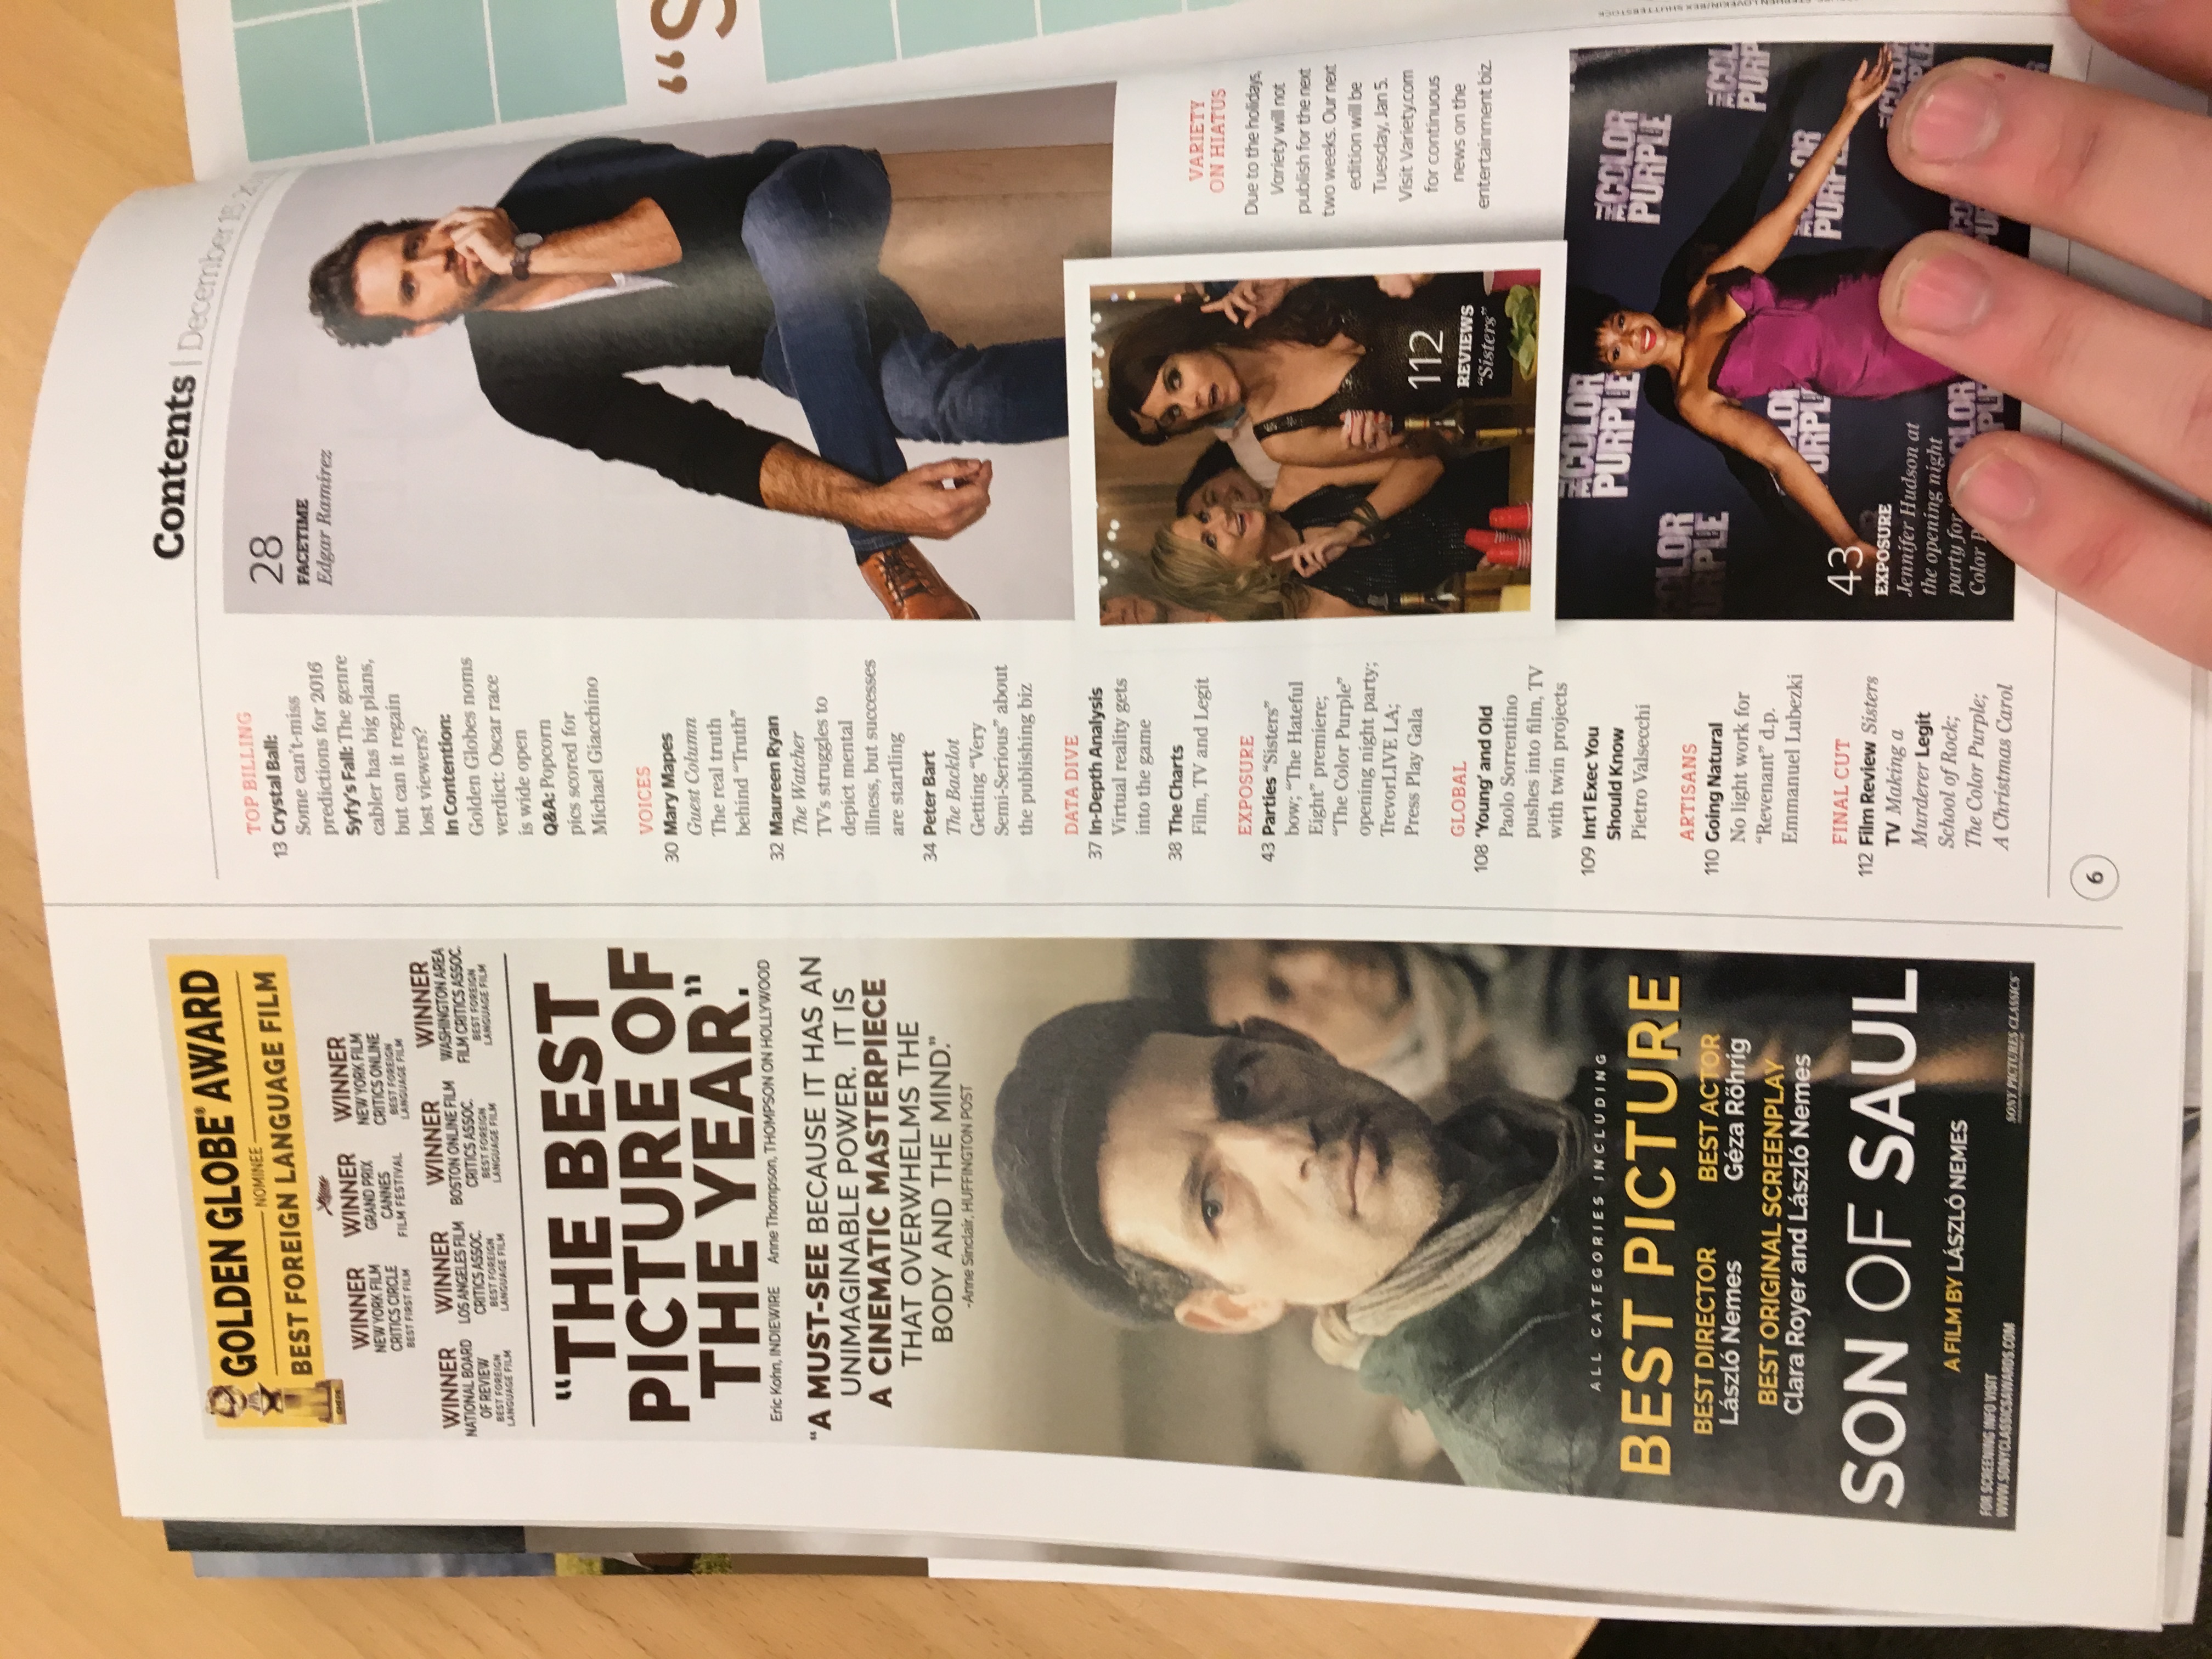 GOLDEN GLOBE® AWARD
NOMINEE
BEST FOREIGN LANGUAGE FILM
WINNER
NEW YORK FILM
CRITICS CIRCLE
BEST FIRST FILM
WINNER
GRAND PRIX
CANNES
FILM FESTIVAL
WINNER
NEW YORK FILM
CRITICS ONLINE
BEST FOREIGN
LANGUAGE FILM
WINNER
NATIONAL BOARD
OF REVIEW
BEST FOREIGN
LANGUAGE FILM
WINNER
LOS ANGELES FILM
CRITICS ASSOC.
BEST FOREIGN
LANGUAGE FILM
WINNER
BOSTON ONLINE FILM
CRITICS ASSOC.
BEST FOREIGN
LANGUAGE FILM
WINNER
WASHINGTON AREA
FILM CRITICS ASSOC.
BEST FOREIGN
LANGUAGE FILM
“THE BEST
PICTURE OF
THE YEAR.”
Eric Kohn, INDIEWIRE Anne Thompson, THOMPSON ON HOLLYWOOD
“A MUST-SEE BECAUSE IT HAS AN
UNIMAGINABLE POWER. IT IS
A CINEMATIC MASTERPIECE
THAT OVERWHELMS THE
BODY AND THE MIND.”
-Anne Sinclair, HUFFINGTON POST
ALL CATEGORIES INCLUDING
BEST PICTURE
BEST DIRECTOR
László Nemes
BEST ACTOR
Géza Röhrig
BEST ORIGINAL SCREENPLAY
Clara Royer and László Nemes
SON OF SAUL
A FILM BY LÁSZLÓ NEMES
FOR SCREENING INFO VISIT
WWW.SONYCLASSICSAWARDS.COM
SONY PICTURES CLASSICS™
Contents | December 15,
TOP BILLING
13 Crystal Ball:
Some can't-miss
predictions for 2016
Syfy's Fall: The genre
cabler has big plans,
but can it regain
lost viewers?
In Contention:
Golden Globes noms
verdict: Oscar race
is wide open
Q&A: Popcorn
pics scored for
Michael Giacchino
VOICES
30 Mary Mapes
Guest Column
The real truth
behind “Truth”
32 Maureen Ryan
The Watcher
TV's struggles to
depict mental
illness, but successes
are startling
34 Peter Bart
The Backlot
Getting “Very
Semi-Serious” about
the publishing biz
DATA DIVE
37 In-Depth Analysis
Virtual reality gets
into the game
38 The Charts
Film, TV and Legit
EXPOSURE
43 Parties “Sisters”
bow; “The Hateful
Eight” premiere;
“The Color Purple”
opening night party;
TrevorLIVE LA;
Press Play Gala
GLOBAL
108 ‘Young’ and Old
Paolo Sorrentino
pushes into film, TV
with twin projects
109 Int'l Exec You
Should Know
Pietro Valsecchi
ARTISANS
110 Going Natural
No light work for
“Revenant” d.p.
Emmanuel Lubezki
FINAL CUT
112 Film Review Sisters
TV Making a
Murderer Legit
School of Rock;
The Color Purple;
A Christmas Carol
6
28
FACETIME
Edgar Ramirez
112
REVIEWS
“Sisters”
VARIETY
ON HIATUS
Due to the holidays,
Variety will not
publish for the next
two weeks. Our next
edition will be
Tuesday, Jan 5.
Visit Variety.com
for continuous
news on the
entertainment biz.
THE COLOR
PURPLE
THE COLOR
PURPLE
43
EXPOSURE
Jennifer Hudson at
the opening night
party for
Color
“S